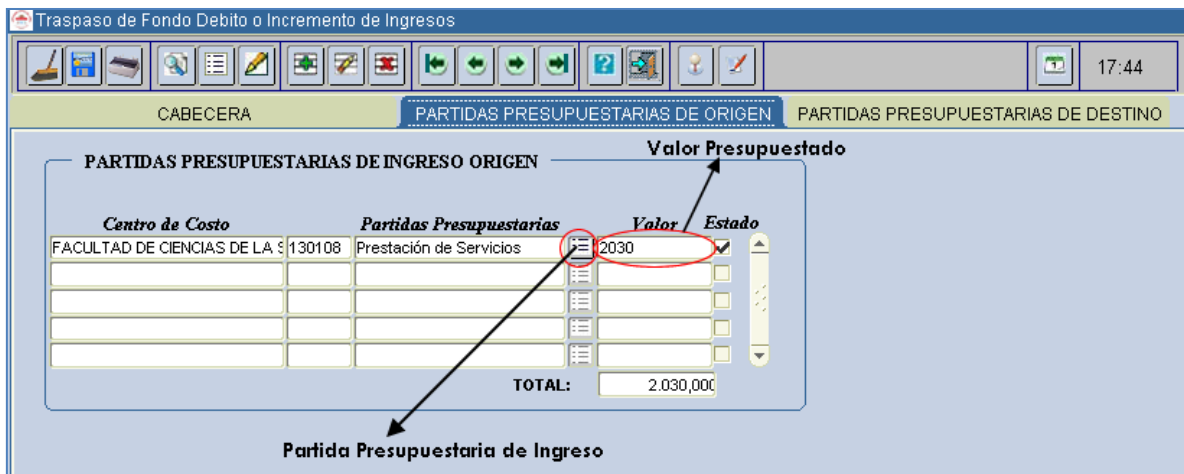 Traspaso de Fondo Debito o Incremento de Ingresos
17:44
CABECERA PARTIDAS PRESUPUESTARIAS DE ORIGEN PARTIDAS PRESUPUESTARIAS DE DESTINO
Valor Presupuestado
PARTIDAS PRESUPUESTARIAS DE INGRESO ORIGEN
Centro de Costo Partidas Presupuestarias Valor Estado
FACULTAD DE CIENCIAS DE LA S 130108 Prestación de Servicios 2030
TOTAL: 2.030,000
Partida Presupuestaria de Ingreso